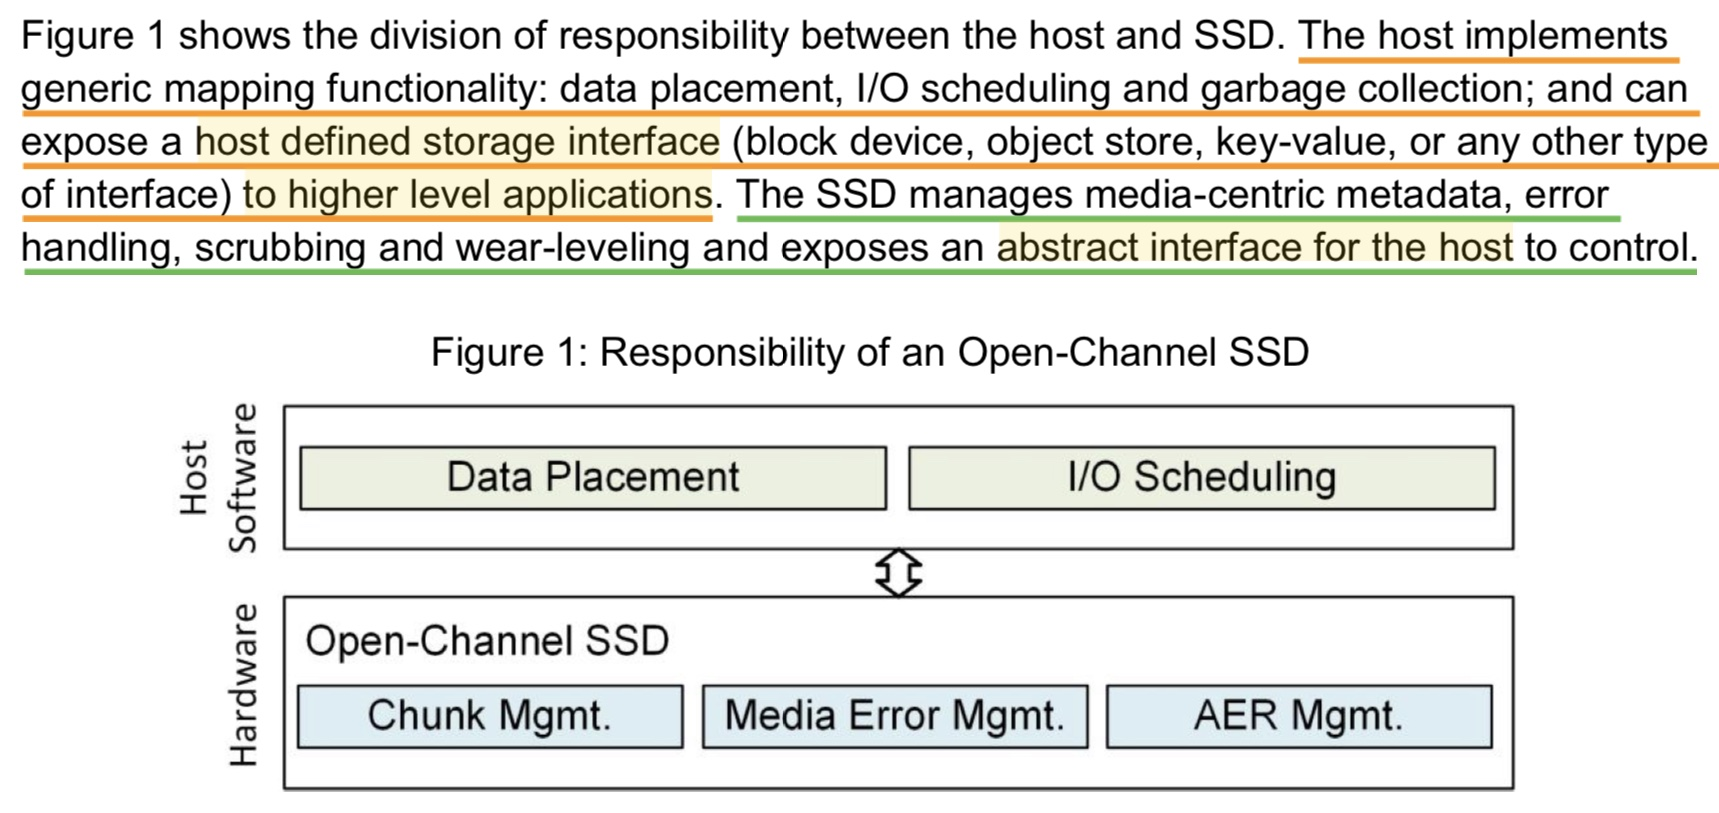 Figure 1 shows the division of responsibility between the host and SSD. The host implements
generic mapping functionality: data placement, I/O scheduling and garbage collection; and can
expose a host defined storage interface (block device, object store, key-value, or any other type
of interface) to higher level applications. The SSD manages media-centric metadata, error
handling, scrubbing and wear-leveling and exposes an abstract interface for the host to control.
Figure 1: Responsibility of an Open-Channel SSD
Host
Software
Data Placement
I/O Scheduling
Hardware
Open-Channel SSD
Chunk Mgmt.
Media Error Mgmt.
AER Mgmt.